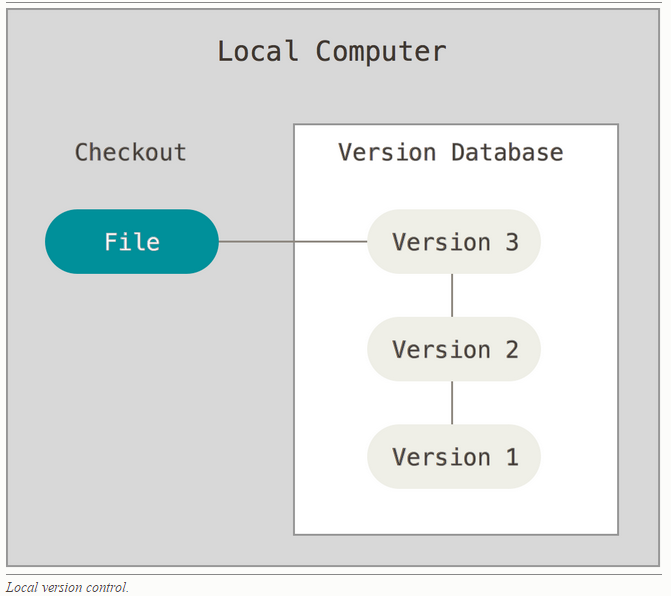 Local Computer
Checkout
Version Database
File
Version 3
Version 2
Version 1
Local version control.